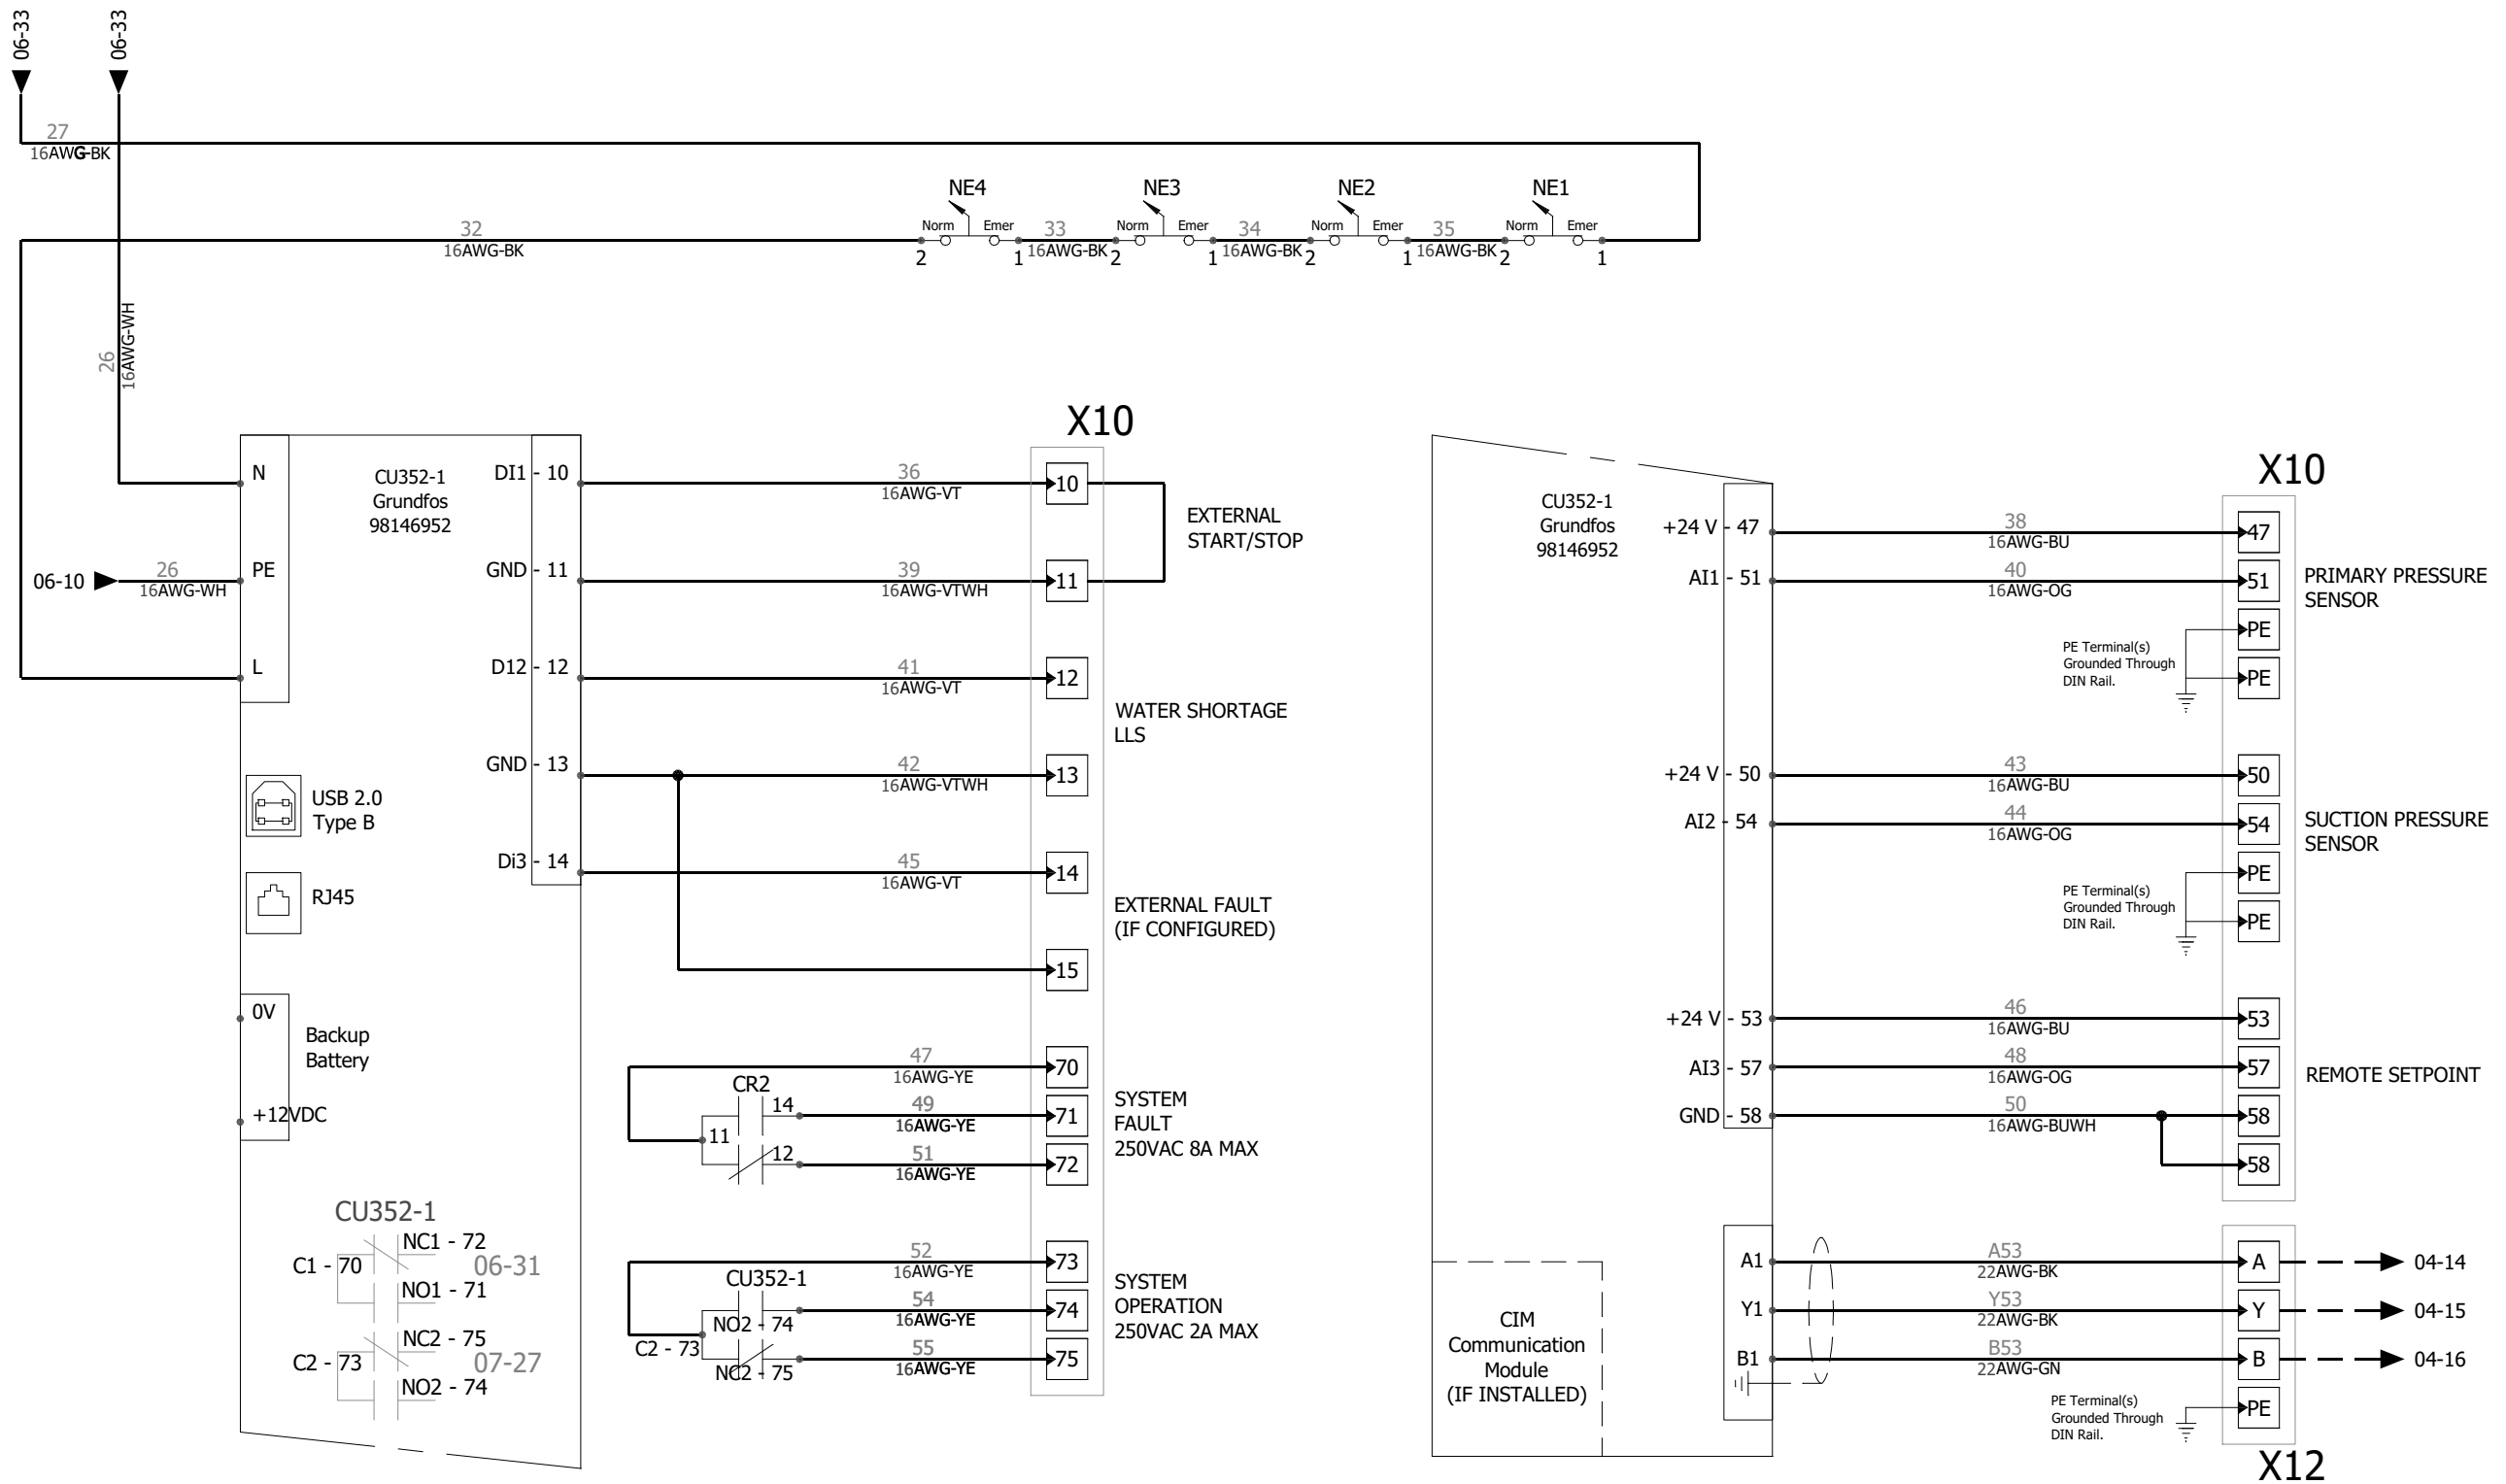 06-33
06-33
27
16AWG-BK
NE4
NE3
NE2
NE1
Norm
Emer
Norm
Emer
Norm
Emer
Norm
Emer
32
16AWG-BK
33
16AWG-BK
34
16AWG-BK
35
16AWG-BK
2
1
2
1
2
1
2
1
26
16AWG-WH
N
PE
L
06-10
26
16AWG-WH
CU352-1
Grundfos
98146952
DI1 - 10
GND - 11
D12 - 12
GND - 13
Di3 - 14
USB 2.0
Type B
RJ45
0V
Backup
Battery
+12VDC
CU352-1
NC1 - 72
C1 - 70
06-31
NO1 - 71
NC2 - 75
C2 - 73
07-27
NO2 - 74
X10
36
16AWG-VT
10
EXTERNAL
START/STOP
39
16AWG-VTWH
11
41
16AWG-VT
12
WATER SHORTAGE
LLS
42
16AWG-VTWH
13
45
16AWG-VT
14
EXTERNAL FAULT
(IF CONFIGURED)
15
47
16AWG-YE
70
CR2
14
49
16AWG-YE
71
11
12
51
16AWG-YE
72
SYSTEM
FAULT
250VAC 8A MAX
52
16AWG-YE
73
CU352-1
54
16AWG-YE
74
NO2 - 74
C2 - 73
55
16AWG-YE
75
NC2 - 75
SYSTEM
OPERATION
250VAC 2A MAX
CU352-1
Grundfos
98146952
X10
+24 V - 47
38
16AWG-BU
47
AI1 - 51
40
16AWG-OG
51
PRIMARY PRESSURE
SENSOR
PE
PE
PE Terminal(s)
Grounded Through
DIN Rail.
+24 V - 50
43
16AWG-BU
50
AI2 - 54
44
16AWG-OG
54
SUCTION PRESSURE
SENSOR
PE
PE
PE Terminal(s)
Grounded Through
DIN Rail.
+24 V - 53
46
16AWG-BU
53
AI3 - 57
48
16AWG-OG
57
REMOTE SETPOINT
GND - 58
50
16AWG-BUWH
58
58
CIM
Communication
Module
(IF INSTALLED)
A1
A53
22AWG-BK
A
04-14
Y1
Y53
22AWG-BK
Y
04-15
B1
B53
22AWG-GN
B
04-16
PE
PE Terminal(s)
Grounded Through
DIN Rail.
X12